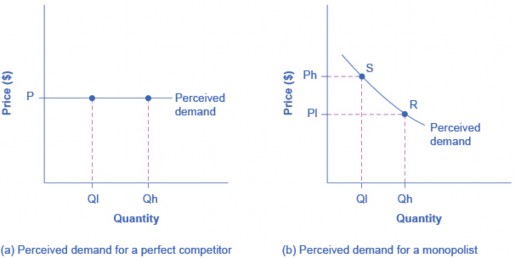 Price ($)
P
Perceived
demand
Ql
Qh
Quantity
(a) Perceived demand for a perfect competitor
Price ($)
Ph
S
Pl
R
Perceived
demand
Ql
Qh
Quantity
(b) Perceived demand for a monopolist